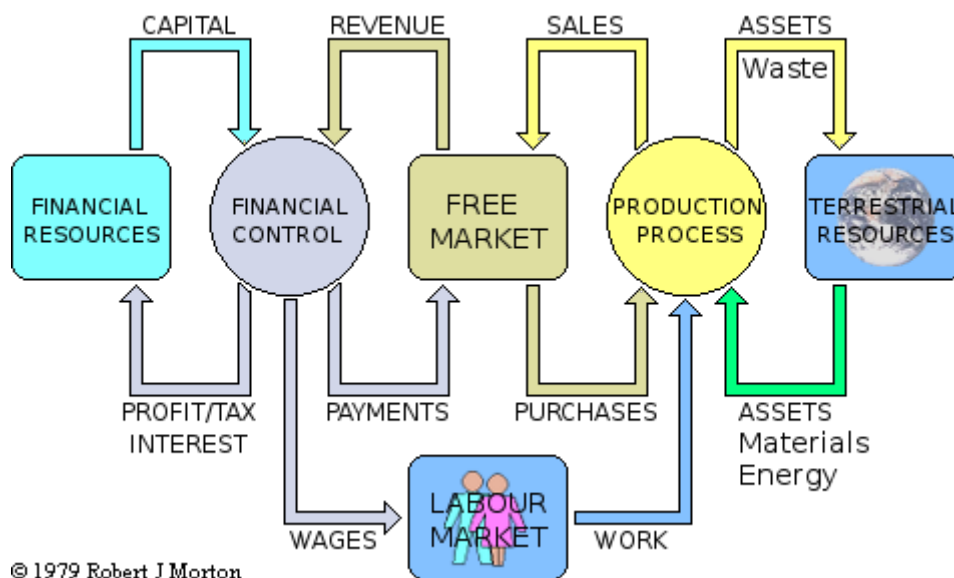 CAPITAL
REVENUE
SALES
ASSETS
Waste
FINANCIAL
RESOURCES
FINANCIAL
CONTROL
FREE
MARKET
PRODUCTION
PROCESS
TERRESTRIAL
RESOURCES
PROFIT/TAX
INTEREST
PAYMENTS
PURCHASES
ASSETS
Materials
Energy
WAGES
LABOUR
MARKET
WORK
© 1979 Robert J Morton